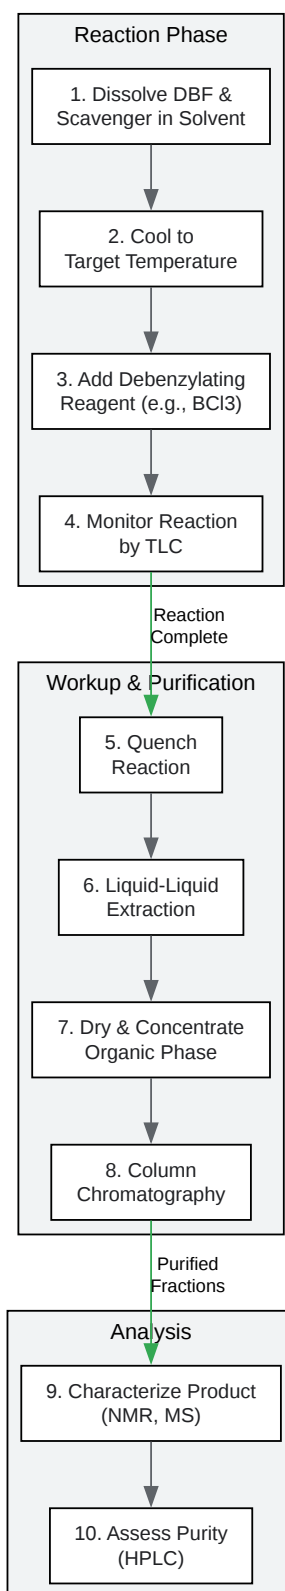 Reaction Phase
1. Dissolve DBF &
Scavenger in Solvent
2. Cool to
Target Temperature
3. Add Debenzylating
Reagent (e.g., BCl3)
4. Monitor Reaction
by TLC
Reaction
Complete
Workup & Purification
5. Quench
Reaction
6. Liquid-Liquid
Extraction
7. Dry & Concentrate
Organic Phase
8. Column
Chromatography
Purified
Fractions
Analysis
9. Characterize Product
(NMR, MS)
10. Assess Purity
(HPLC)